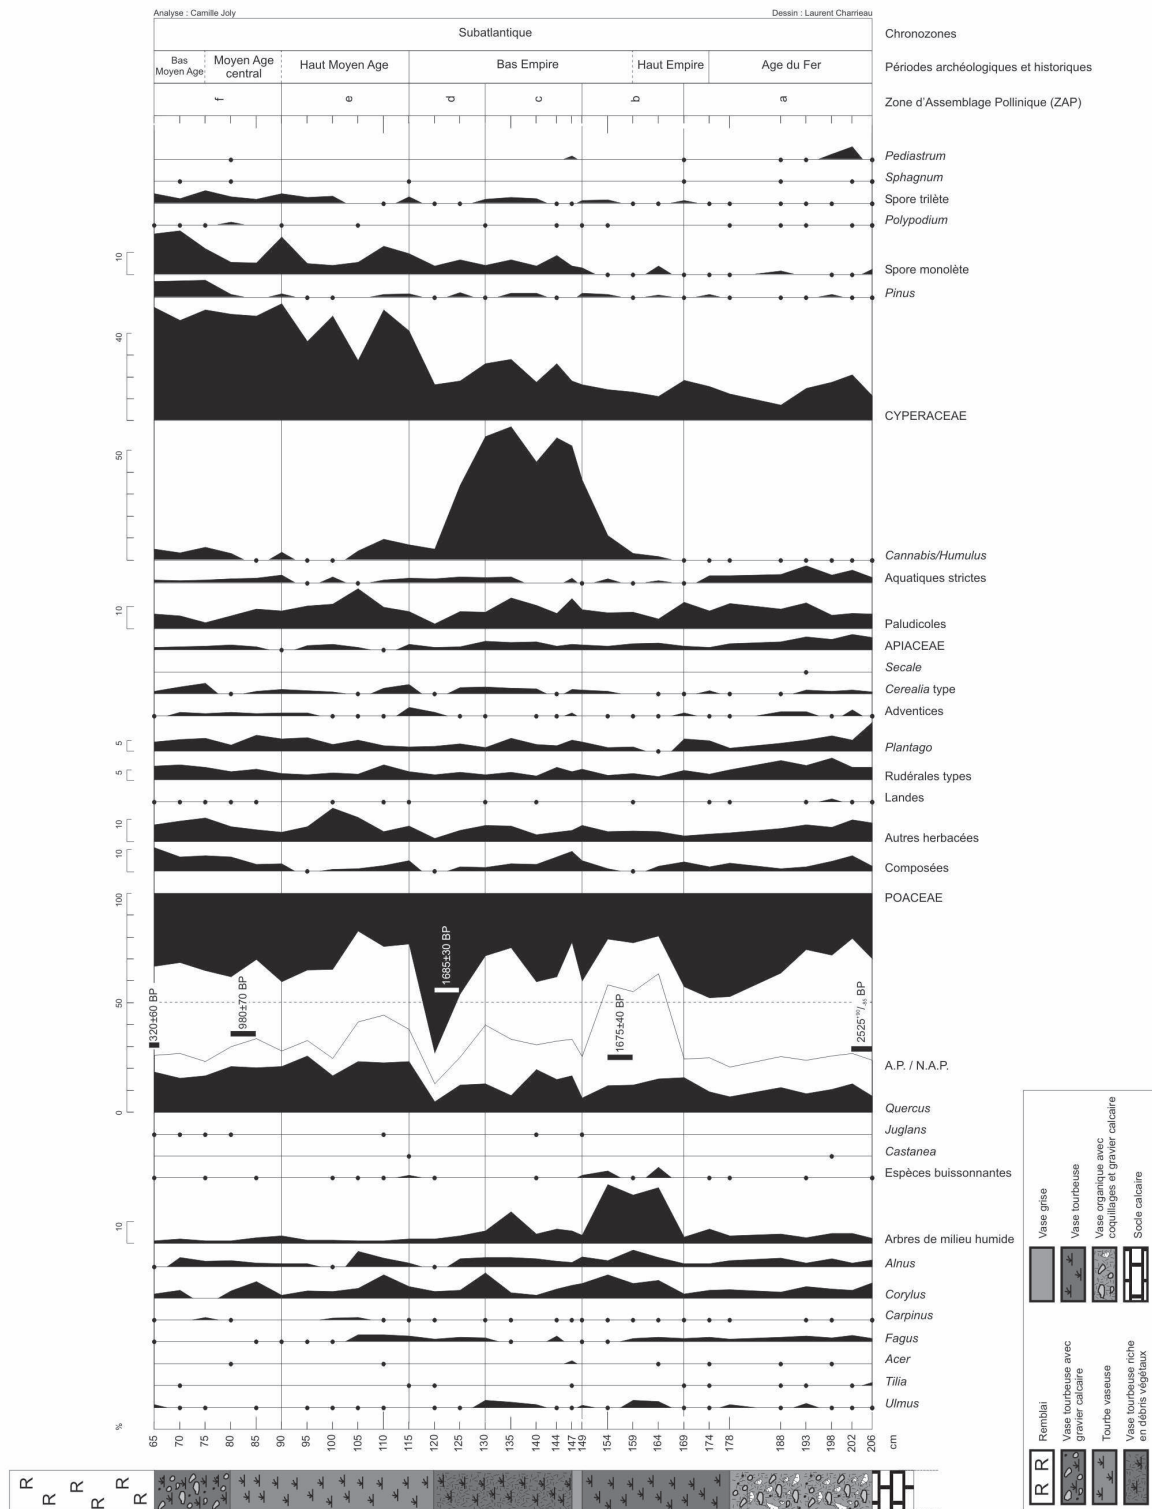 Analyse : Camille Joly
Dessin : Laurent Charrieau
Subatlantique
Chronozones
Bas
Moyen Age
Moyen Age
central
Haut Moyen Age
Bas Empire
Haut Empire
Age du Fer
Périodes archéologiques et historiques
f
e
d
c
b
a
Zone d'Assemblage Pollinique (ZAP)
Pediastrum
Sphagnum
Spore trilète
Polypodium
10
Spore monolète
Pinus
40
CYPERACEAE
50
Cannabis/Humulus
Aquatiques strictes
10
Paludicoles
APIACEAE
Secale
Cerealia type
Adventices
5
Plantago
5
Rudérales types
Landes
10
Autres herbacées
10
Composées
100
POACEAE
50
0
320±60 BP
980±70 BP
1685±30 BP
1675±40 BP
2525+90/-85 BP
A.P. / N.A.P.
Quercus
Juglans
Castanea
Espèces buissonnantes
10
Arbres de milieu humide
Alnus
Corylus
Carpinus
Fagus
Acer
Tilia
Ulmus
%
65 70 75 80 85 90 95 100 105 110 115 120 125 130 135 140 144 147 149 154 159 164 169 174 178 188 193 198 202 206 cm
R R R R R R R
R R
Remblai
Vase tourbeuse avec
gravier calcaire
Tourbe vaseuse
Vase tourbeuse riche
en débris végétaux
Vase grise
Vase tourbeuse
Vase organique avec
coquillages et gravier calcaire
Socle calcaire